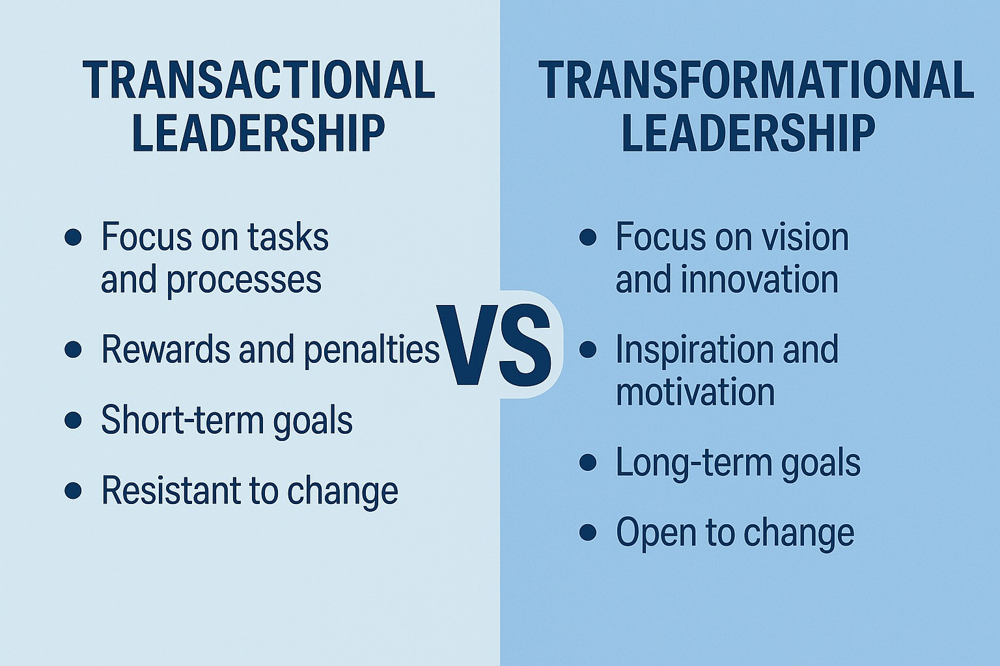 TRANSACTIONAL
LEADERSHIP
• Focus on tasks
and processes
• Rewards and penalties
• Short-term goals
• Resistant to change
VS
TRANSFORMATIONAL
LEADERSHIP
• Focus on vision
and innovation
• Inspiration and
motivation
• Long-term goals
• Open to change